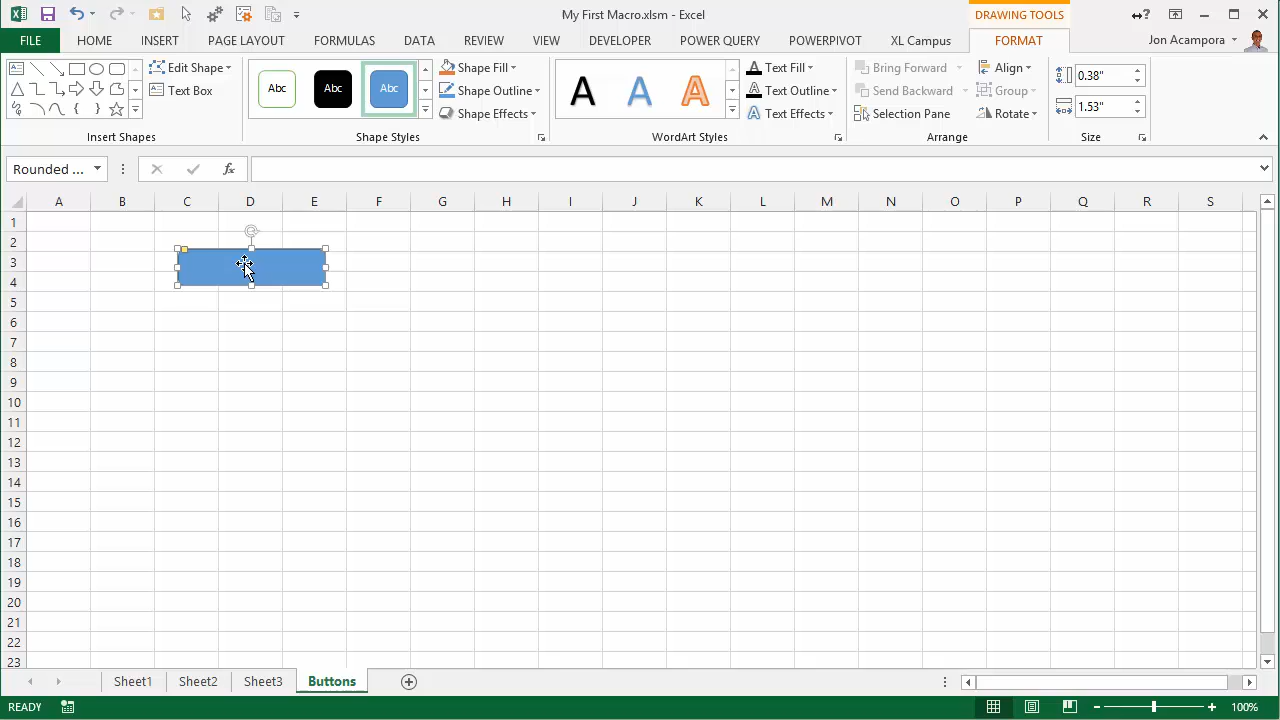 My First Macro.xlsm - Excel
DRAWING TOOLS
?
FILE HOME INSERT PAGE LAYOUT FORMULAS DATA REVIEW VIEW DEVELOPER POWER QUERY POWERPIVOT XL Campus FORMAT Jon Acampora
Edit Shape
Text Box
Insert Shapes
Abc Abc Abc
Shape Fill
Shape Outline
Shape Effects
Shape Styles
A A A
Text Fill
Text Outline
Text Effects
WordArt Styles
Bring Forward
Send Backward
Selection Pane
Align
Group
Rotate
Arrange
0.38"
1.53"
Size
Rounded ...
fx
A B C D E F G H I J K L M N O P Q R S
1
2
3
4
5
6
7
8
9
10
11
12
13
14
15
16
17
18
19
20
21
22
23
Sheet1 Sheet2 Sheet3 Buttons
READY
100%